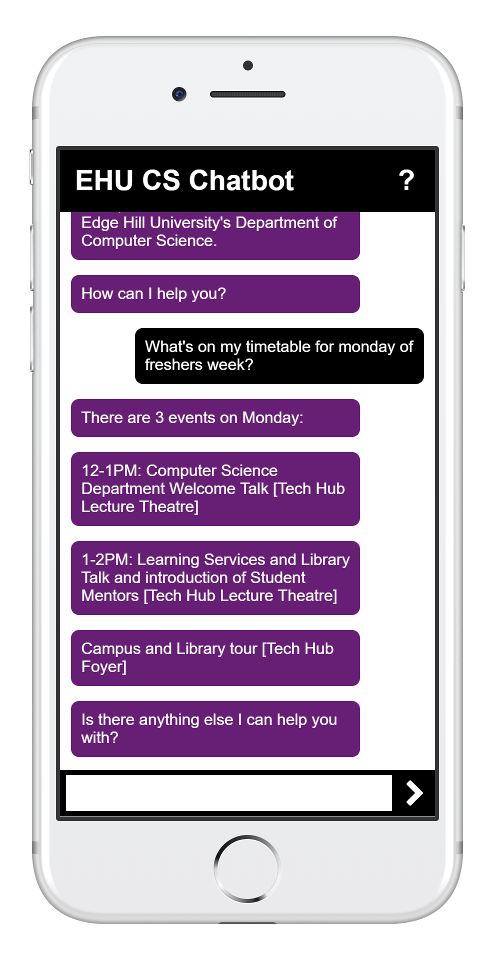 EHU CS Chatbot ?
Edge Hill University's Department of
Computer Science.
How can I help you?
What's on my timetable for monday of
freshers week?
There are 3 events on Monday:
12-1PM: Computer Science
Department Welcome Talk [Tech Hub
Lecture Theatre]
1-2PM: Learning Services and Library
Talk and introduction of Student
Mentors [Tech Hub Lecture Theatre]
Campus and Library tour [Tech Hub
Foyer]
Is there anything else I can help you
with?